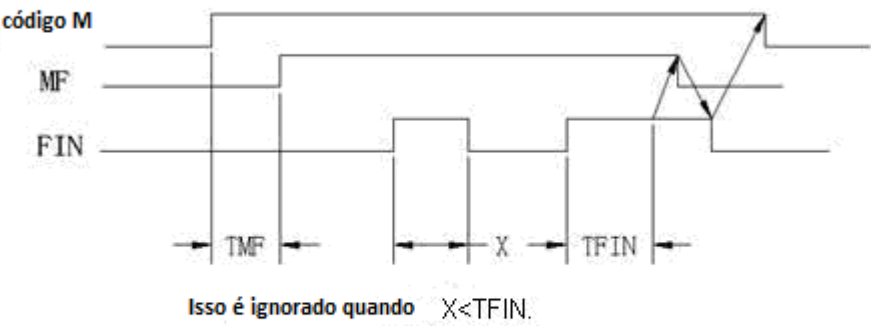 código M
MF
FIN
TMF X TFIN
Isso é ignorado quando X<TFIN.